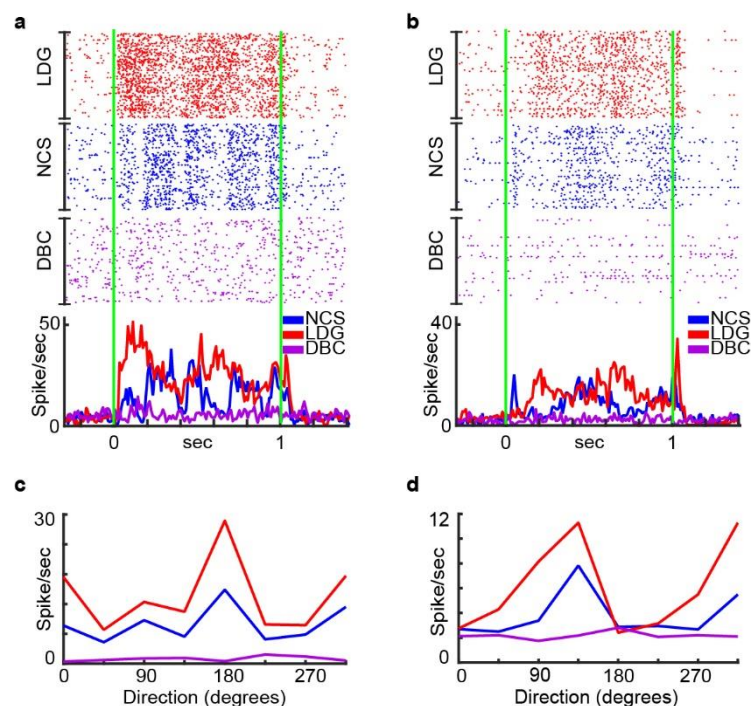 a
b
LDG
NCS
DBC
LDG
NCS
DBC
50
Spike/sec
0
0
sec
1
NCS
LDG
DBC
40
Spike/sec
0
0
sec
1
NCS
LDG
DBC
c
d
30
Spike/sec
0
0
90
180
270
Direction (degrees)
12
Spike/sec
0
0
90
180
270
Direction (degrees)